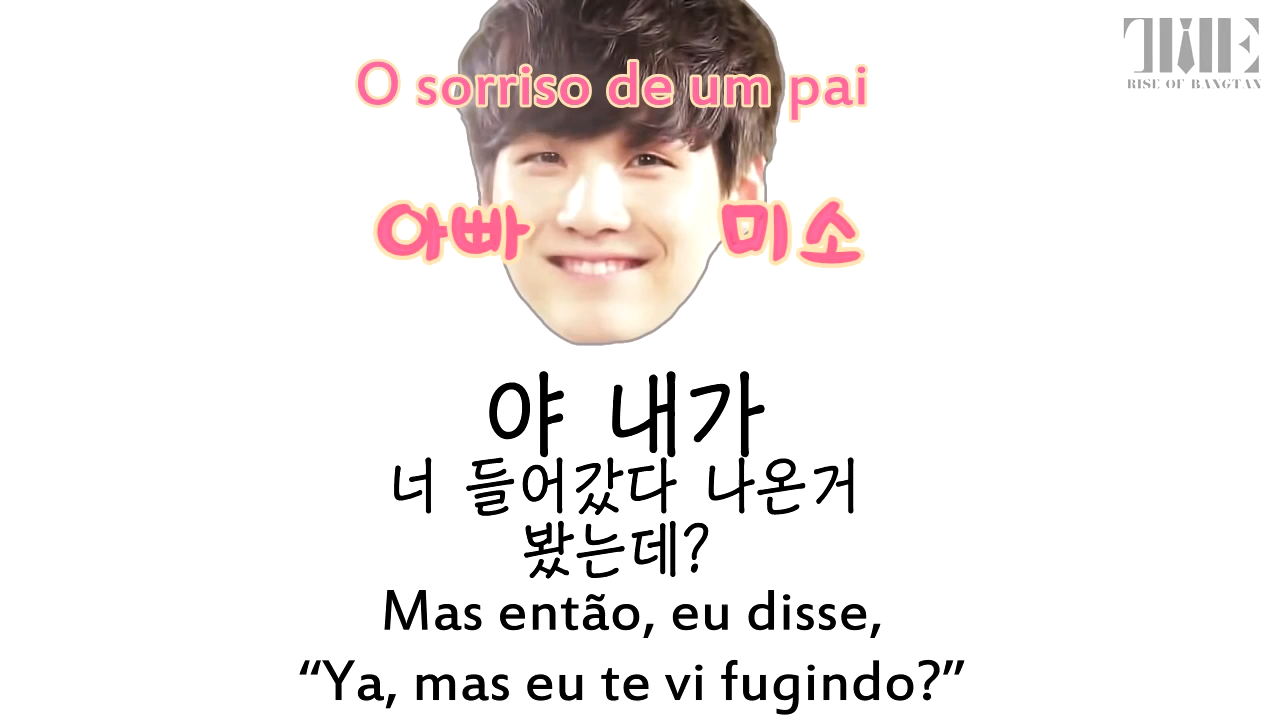 TIME
RISE OF BANGTAN
O sorriso de um pai
아빠 미소
야 내가
너 들어갔다 나온거
봤는데?
Mas então, eu disse,
“Ya, mas eu te vi fugindo?”